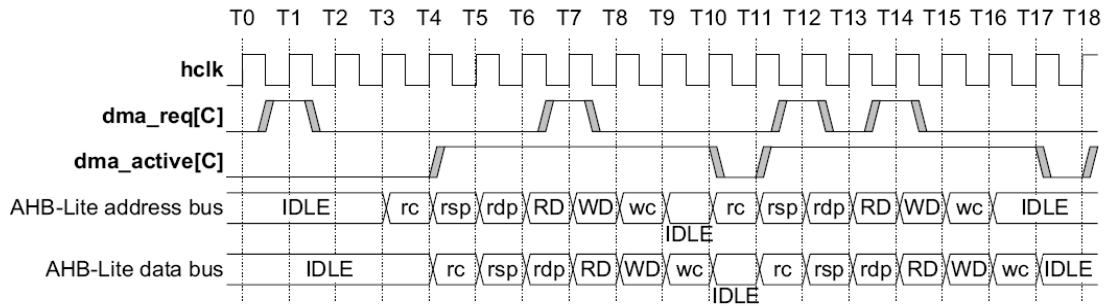 T0 T1 T2 T3 T4 T5 T6 T7 T8 T9 T10 T11 T12 T13 T14 T15 T16 T17 T18
hclk
dma_req[C]
dma_active[C]
AHB-Lite address bus IDLE rc rsp rdp RD WD wc rc rsp rdp RD WD wc IDLE
IDLE
AHB-Lite data bus IDLE rc rsp rdp RD WD wc rc rsp rdp RD WD wc IDLE
IDLE